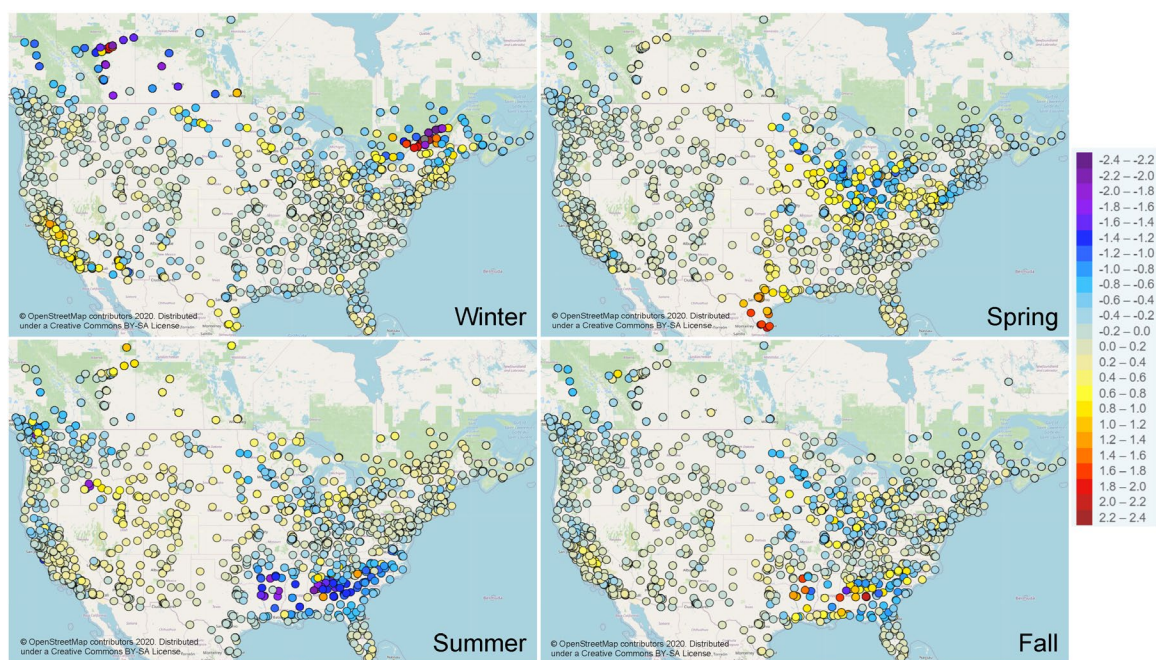 © OpenStreetMap contributors 2020. Distributed
under a Creative Commons BY-SA License.
Winter
© OpenStreetMap contributors 2020. Distributed
under a Creative Commons BY-SA License.
Spring
-2.4 – -2.2
-2.2 – -2.0
-2.0 – -1.8
-1.8 – -1.6
-1.6 – -1.4
-1.4 – -1.2
-1.2 – -1.0
-1.0 – -0.8
-0.8 – -0.6
-0.6 – -0.4
-0.4 – -0.2
-0.2 – 0.0
0.0 – 0.2
0.2 – 0.4
0.4 – 0.6
0.6 – 0.8
0.8 – 1.0
1.0 – 1.2
1.2 – 1.4
1.4 – 1.6
1.6 – 1.8
1.8 – 2.0
2.0 – 2.2
2.2 – 2.4
© OpenStreetMap contributors 2020. Distributed
under a Creative Commons BY-SA License.
Summer
© OpenStreetMap contributors 2020. Distributed
under a Creative Commons BY-SA License.
Fall